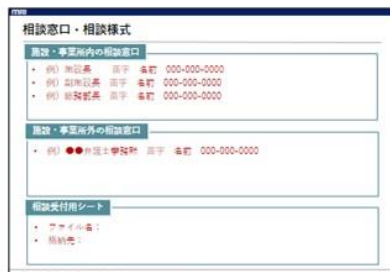 相談窓口・相談様式
施設・事業所内の相談窓口
• 例）施設長 苗字 名前 000-000-0000
• 例）副施設長 苗字 名前 000-000-0000
• 例）総務部長 苗字 名前 000-000-0000
施設・事業所外の相談窓口
• 例）●●弁護士事務所 苗字 名前 000-000-0000
相談受付用シート
• ファイル名：
• 格納先：